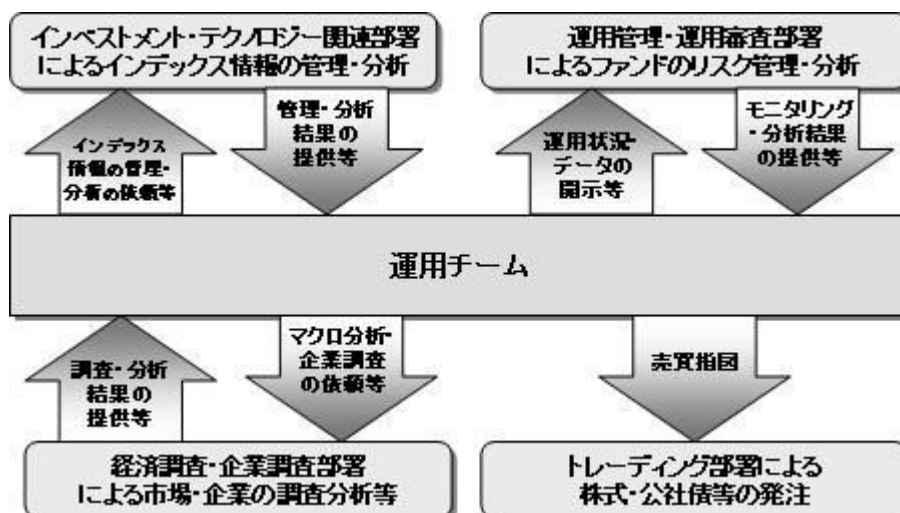 インベストメント・テクノロジー関連部署
によるインデックス情報の管理・分析
運用管理・運用審査部署
によるファンドのリスク管理・分析
インデックス
情報の管理・
分析の依頼等
管理・分析
結果の
提供等
運用状況・
データの
開示等
モニタリング
・分析結果
の提供等
運用チーム
調査・分析
結果の
提供等
マクロ分析・
企業調査
の依頼等
売買指図
経済調査・企業調査部署
による市場・企業の調査分析等
トレーディング部署による
株式・公社債等の発注